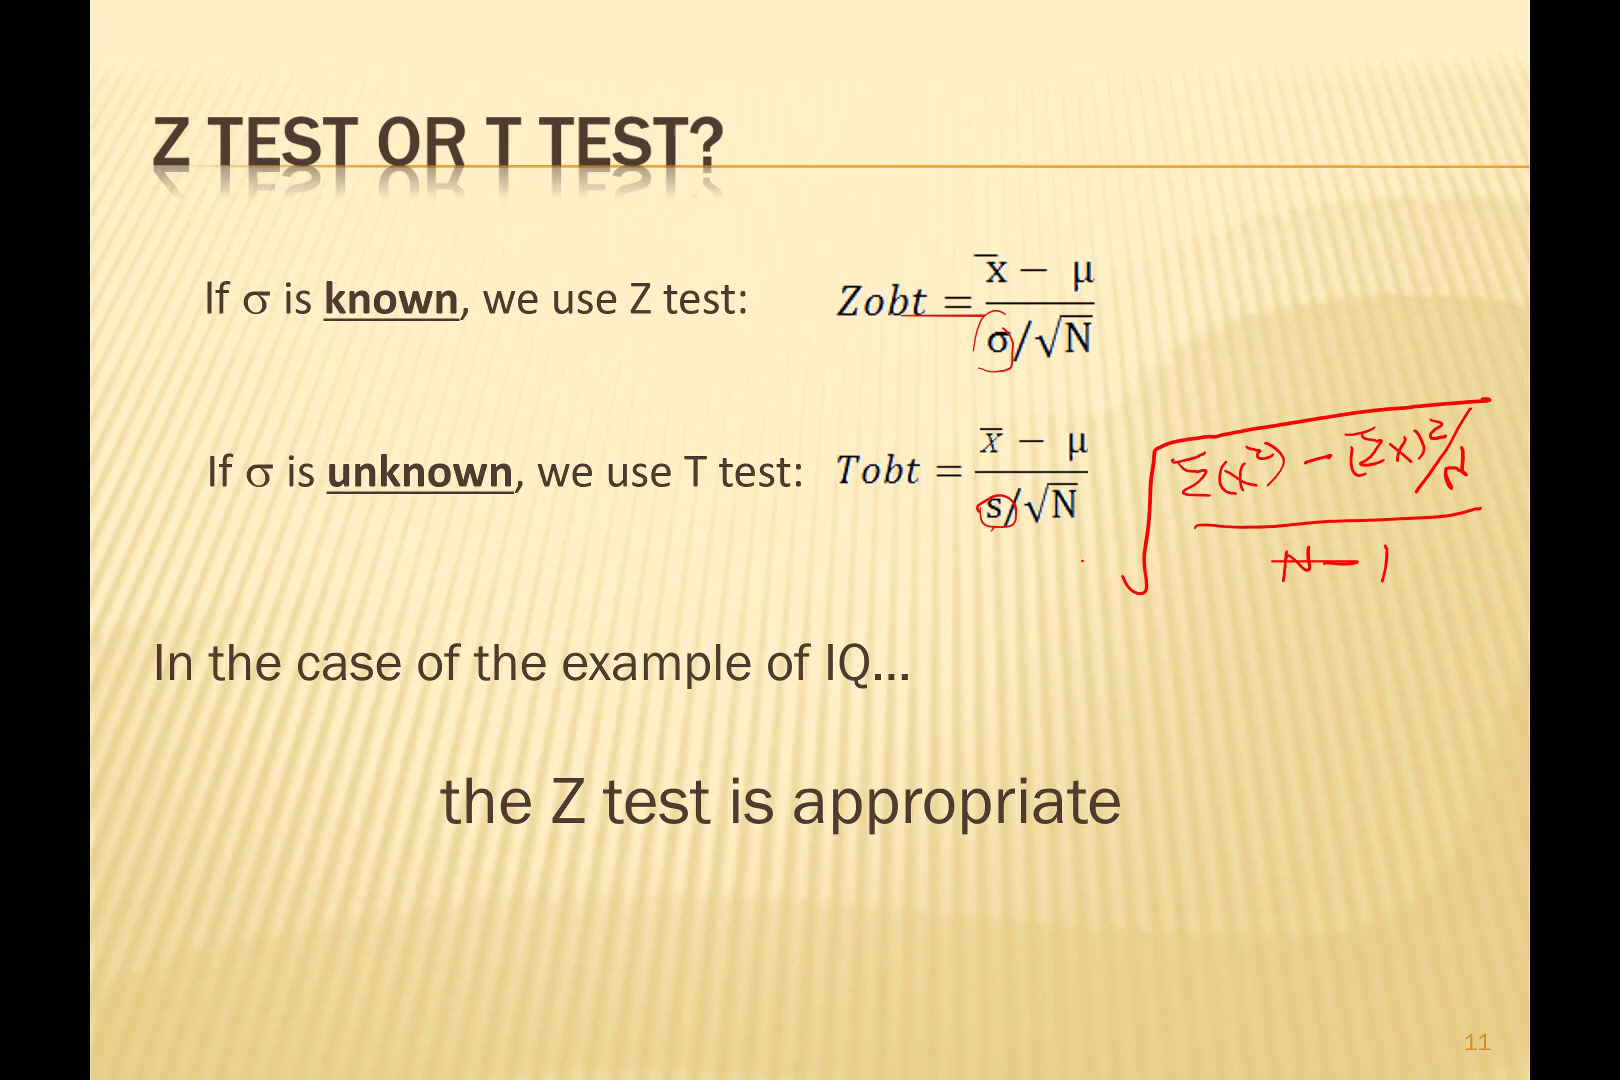 Z TEST OR T TEST?
If σ is known, we use Z test: Zobt = x̄ − μ / σ/√N
If σ is unknown, we use T test: Tobt = x̄ − μ / s/√N
√ Σ(x²) − (Σx)²/N
N − 1
In the case of the example of IQ...
the Z test is appropriate
11